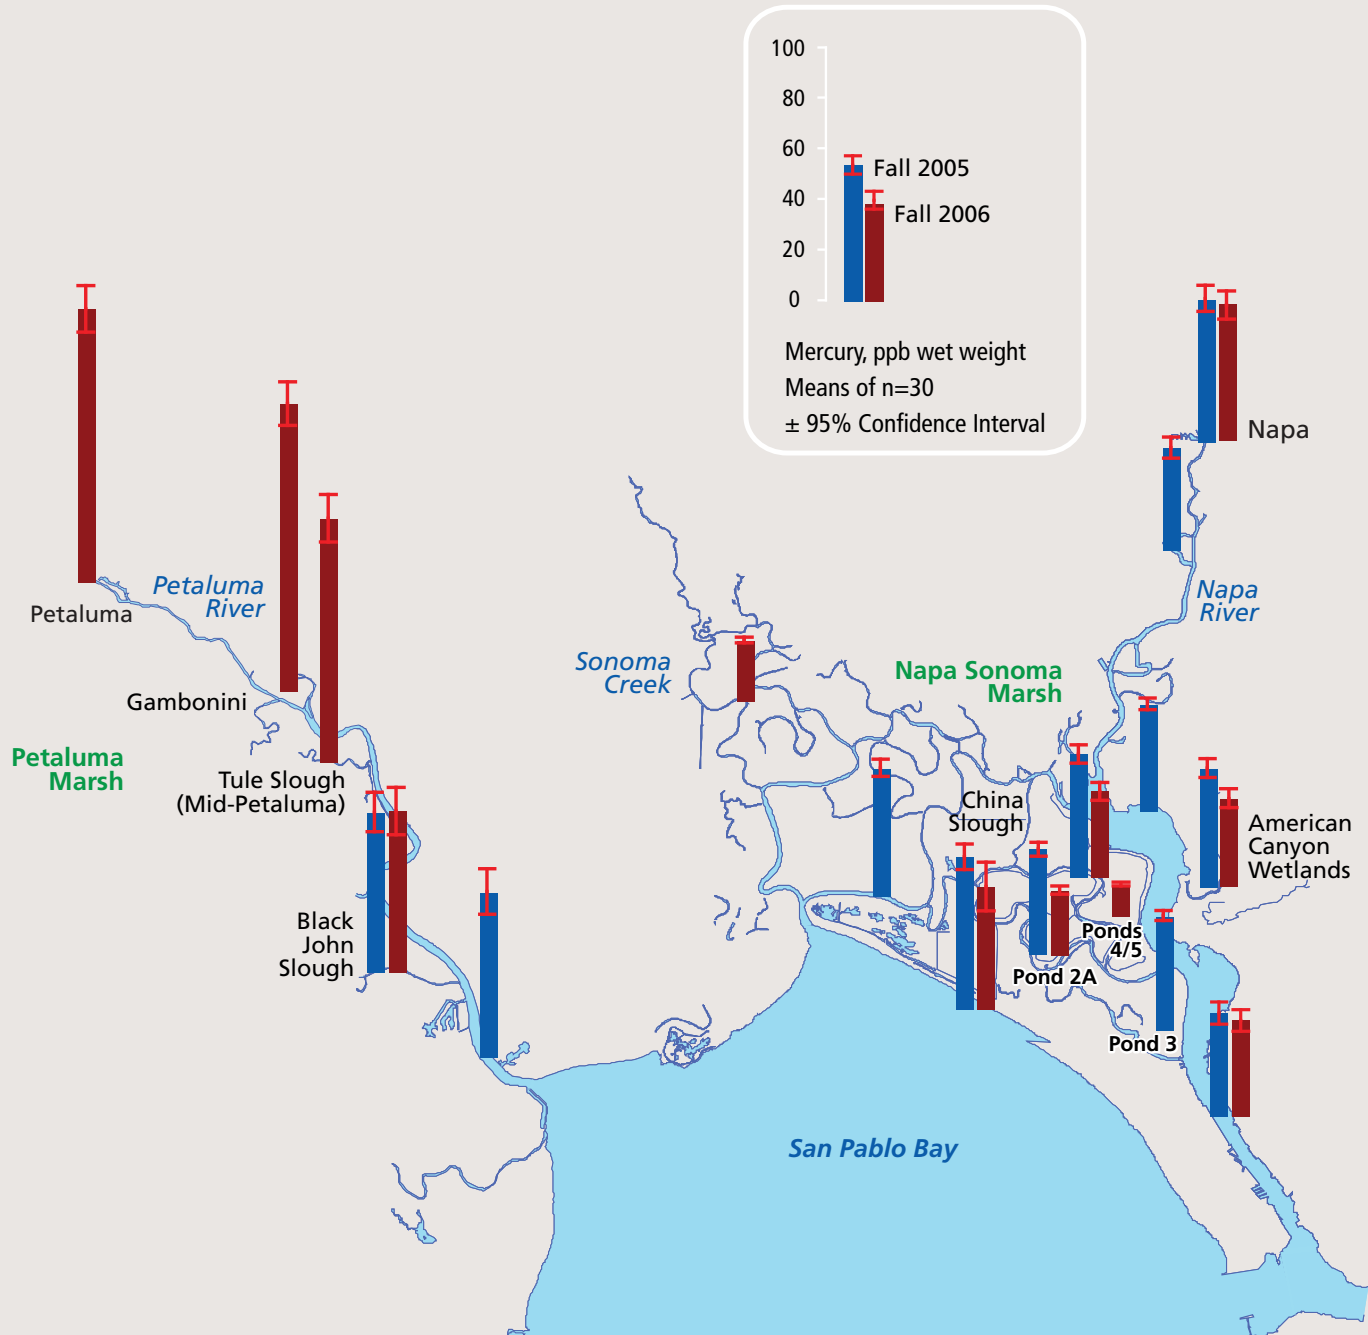 100
80
60
40
20
0
Fall 2005
Fall 2006
Mercury, ppb wet weight
Means of n=30
± 95% Confidence Interval
Napa
Petaluma
River
Petaluma
Napa
River
Sonoma
Creek
Napa Sonoma
Marsh
Gambonini
Petaluma
Marsh
Tule Slough
(Mid-Petaluma)
China
Slough
American
Canyon
Wetlands
Black
John
Slough
Ponds
4/5
Pond 2A
Pond 3
San Pablo Bay